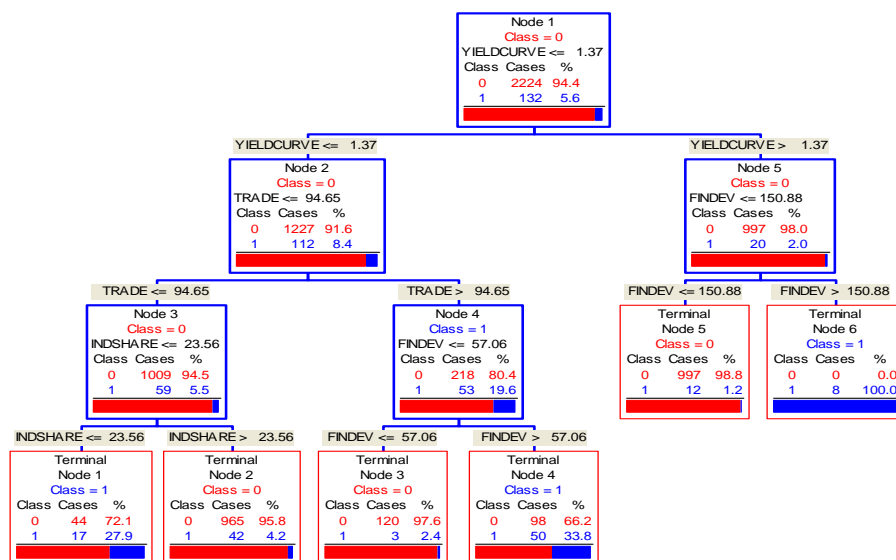 Node 1
Class = 0
YIELDCURVE <= 1.37
Class Cases %
0 2224 94.4
1 132 5.6
YIELDCURVE <= 1.37
YIELDCURVE > 1.37
Node 2
Class = 0
TRADE <= 94.65
Class Cases %
0 1227 91.6
1 112 8.4
Node 5
Class = 0
FINDEV <= 150.88
Class Cases %
0 997 98.0
1 20 2.0
TRADE <= 94.65
TRADE > 94.65
FINDEV <= 150.88
FINDEV > 150.88
Node 3
Class = 0
INDSHARE <= 23.56
Class Cases %
0 1009 94.5
1 59 5.5
Node 4
Class = 1
FINDEV <= 57.06
Class Cases %
0 218 80.4
1 53 19.6
Terminal
Node 5
Class = 0
Class Cases %
0 997 98.8
1 12 1.2
Terminal
Node 6
Class = 1
Class Cases %
0 0 0.0
1 8 100.0
INDSHARE <= 23.56
INDSHARE > 23.56
FINDEV <= 57.06
FINDEV > 57.06
Terminal
Node 1
Class = 1
Class Cases %
0 44 72.1
1 17 27.9
Terminal
Node 2
Class = 0
Class Cases %
0 965 95.8
1 42 4.2
Terminal
Node 3
Class = 0
Class Cases %
0 120 97.6
1 3 2.4
Terminal
Node 4
Class = 1
Class Cases %
0 98 66.2
1 50 33.8